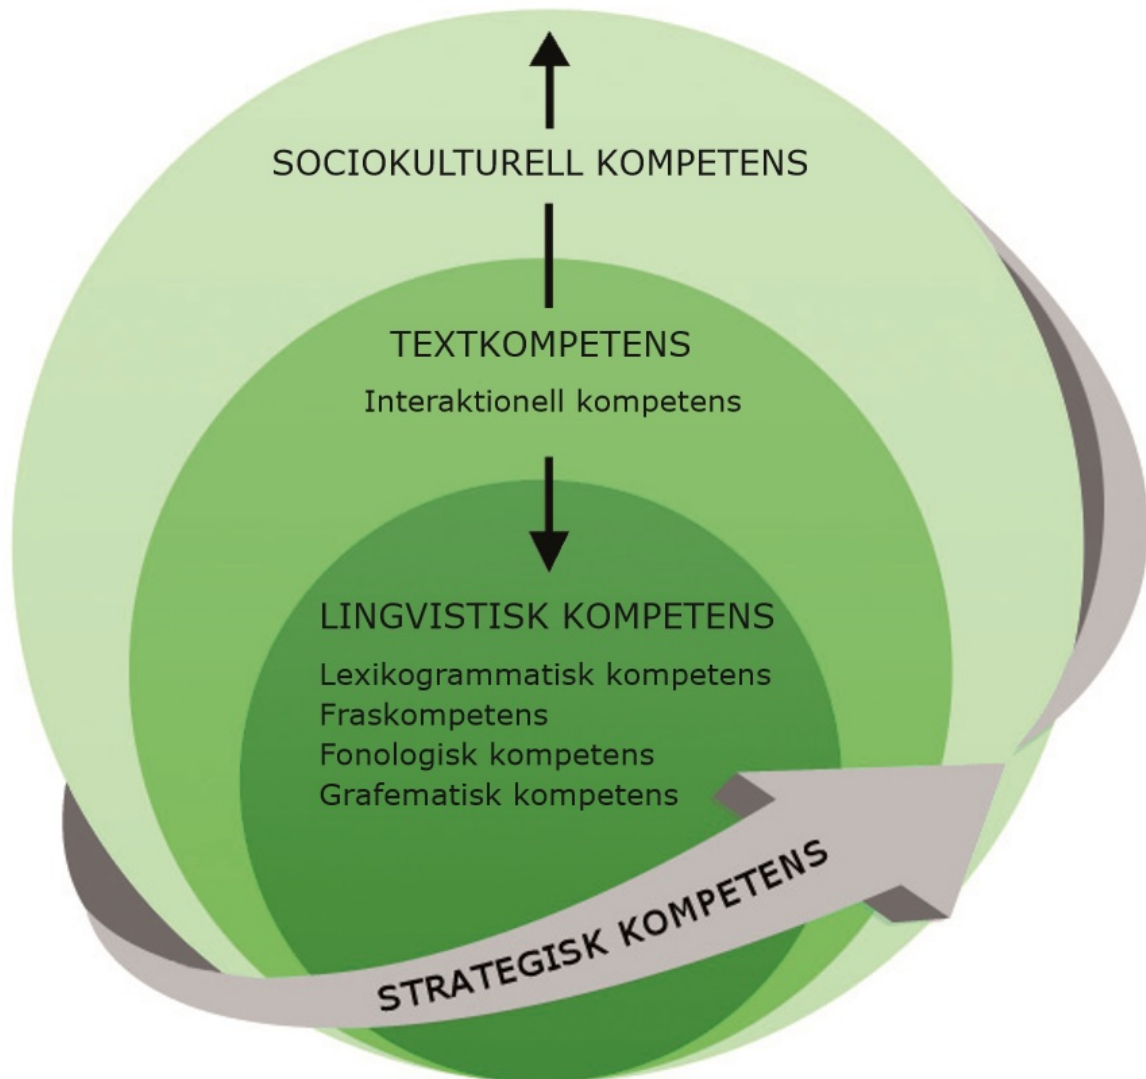 SOCIOKULTURELL KOMPETENS
TEXTKOMPETENS
Interaktionell kompetens
LINGVISTISK KOMPETENS
Lexikogrammatisk kompetens
Fraskompetens
Fonologisk kompetens
Grafematisk kompetens
STRATEGISK KOMPETENS